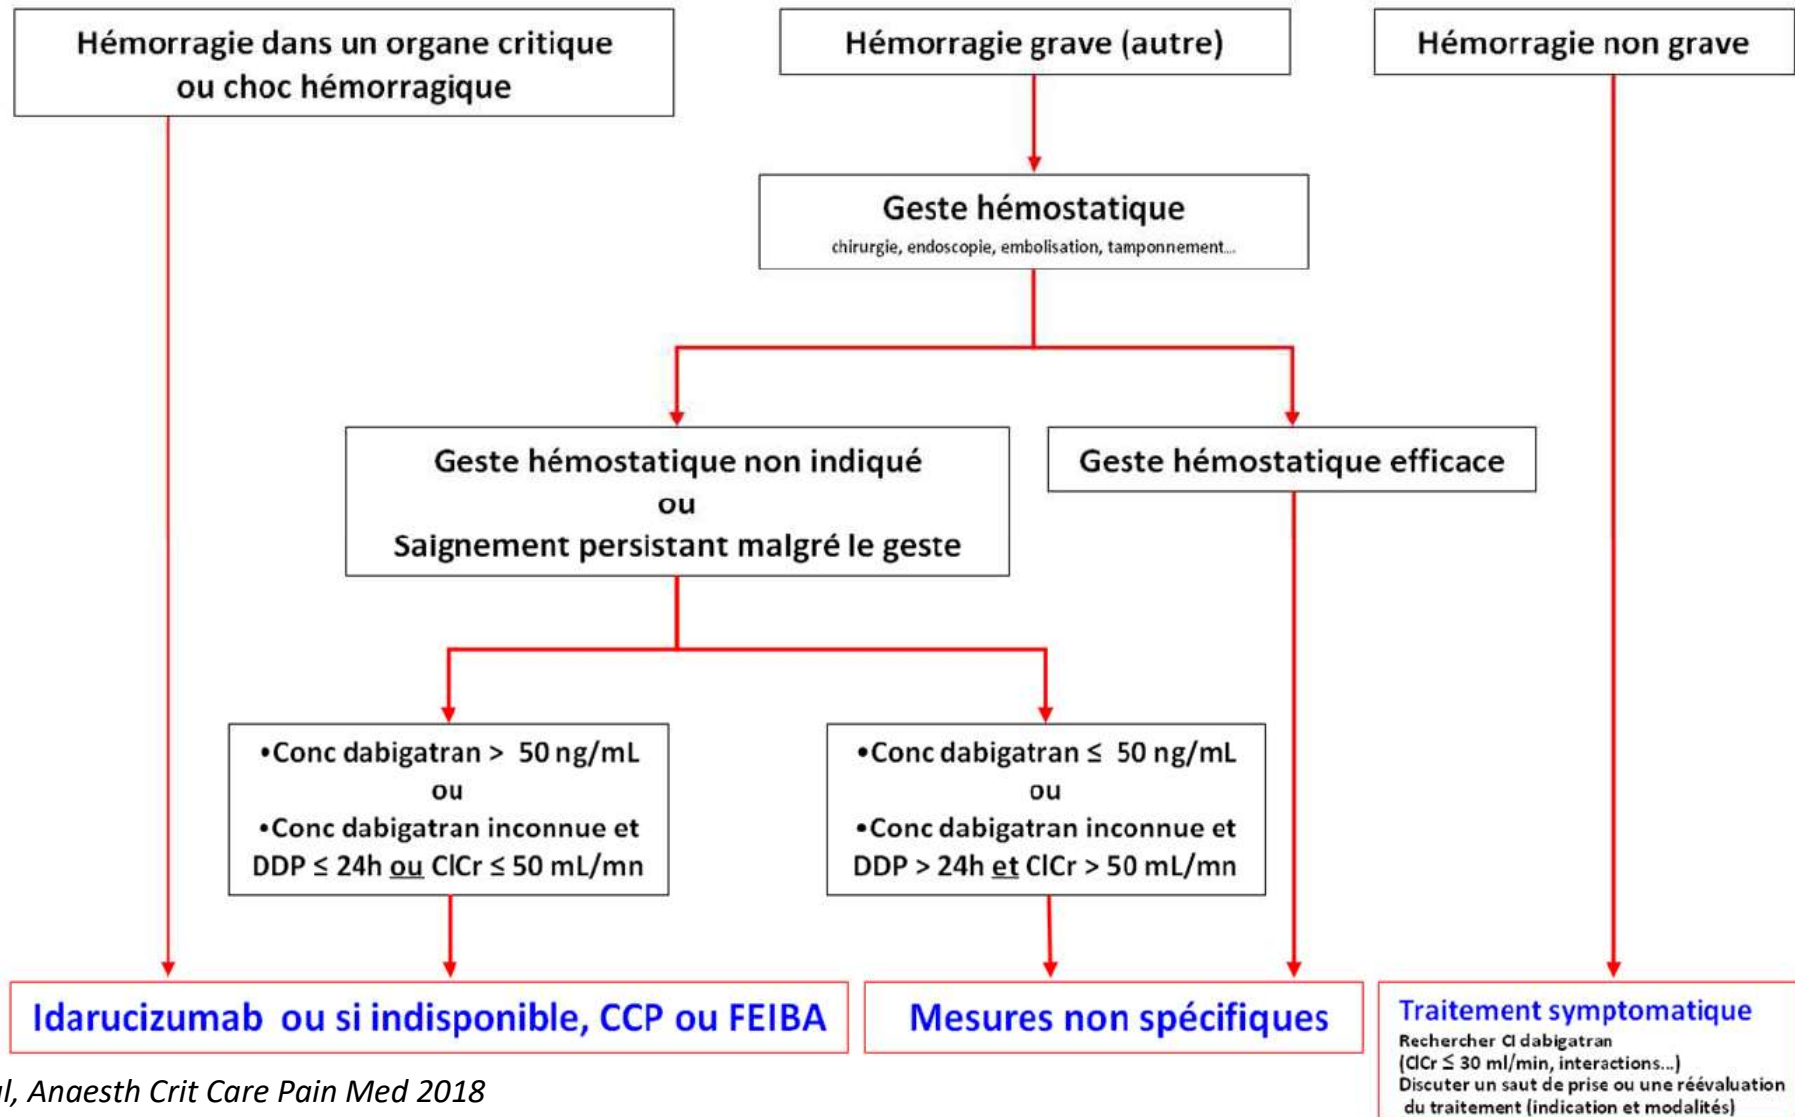 Hémorragie dans un organe critique
ou choc hémorragique
Hémorragie grave (autre)
Hémorragie non grave
Geste hémostatique
chirurgie, endoscopie, embolisation, tamponnement...
Geste hémostatique non indiqué
ou
Saignement persistant malgré le geste
Geste hémostatique efficace
•Conc dabigatran > 50 ng/mL
ou
•Conc dabigatran inconnue et
DDP ≤ 24h ou ClCr ≤ 50 mL/mn
•Conc dabigatran ≤ 50 ng/mL
ou
•Conc dabigatran inconnue et
DDP > 24h et ClCr > 50 mL/mn
Idarucizumab ou si indisponible, CCP ou FEIBA
Mesures non spécifiques
Traitement symptomatique
Rechercher CI dabigatran
(ClCr ≤ 30 ml/min, interactions...)
Discuter un saut de prise ou une réévaluation
du traitement (indication et modalités)
l, Anaesth Crit Care Pain Med 2018